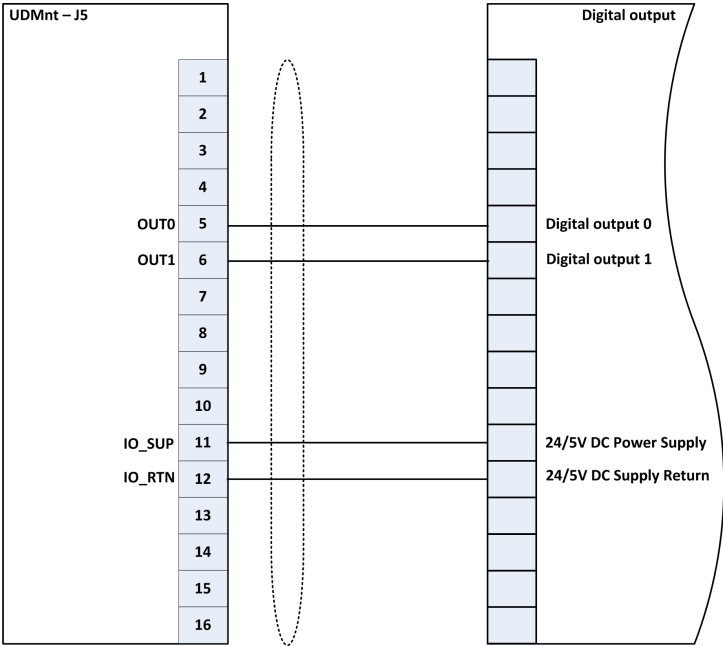 UDMnt – J5
Digital output
1
2
3
4
OUT0 5 Digital output 0
OUT1 6 Digital output 1
7
8
9
10
IO_SUP 11 24/5V DC Power Supply
IO_RTN 12 24/5V DC Supply Return
13
14
15
16